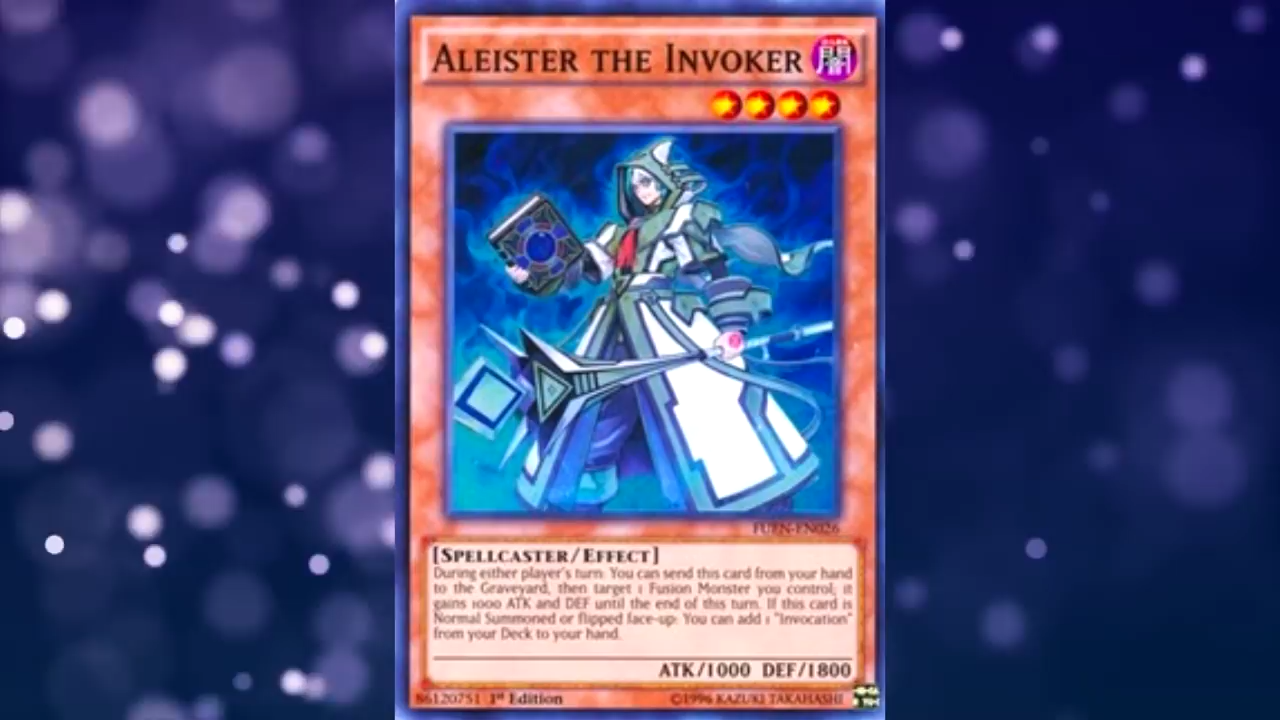 ALEISTER THE INVOKER 闇
FUEN-EN026
[SPELLCASTER/EFFECT]
During either player's turn: You can send this card from your hand
to the Graveyard, then target 1 Fusion Monster you control; it
gains 1000 ATK and DEF until the end of this turn. If this card is
Normal Summoned or flipped face-up: You can add 1 "Invocation"
from your Deck to your hand.
ATK/1000 DEF/1800
86120751 1st Edition ©1996 KAZUKI TAKAHASHI